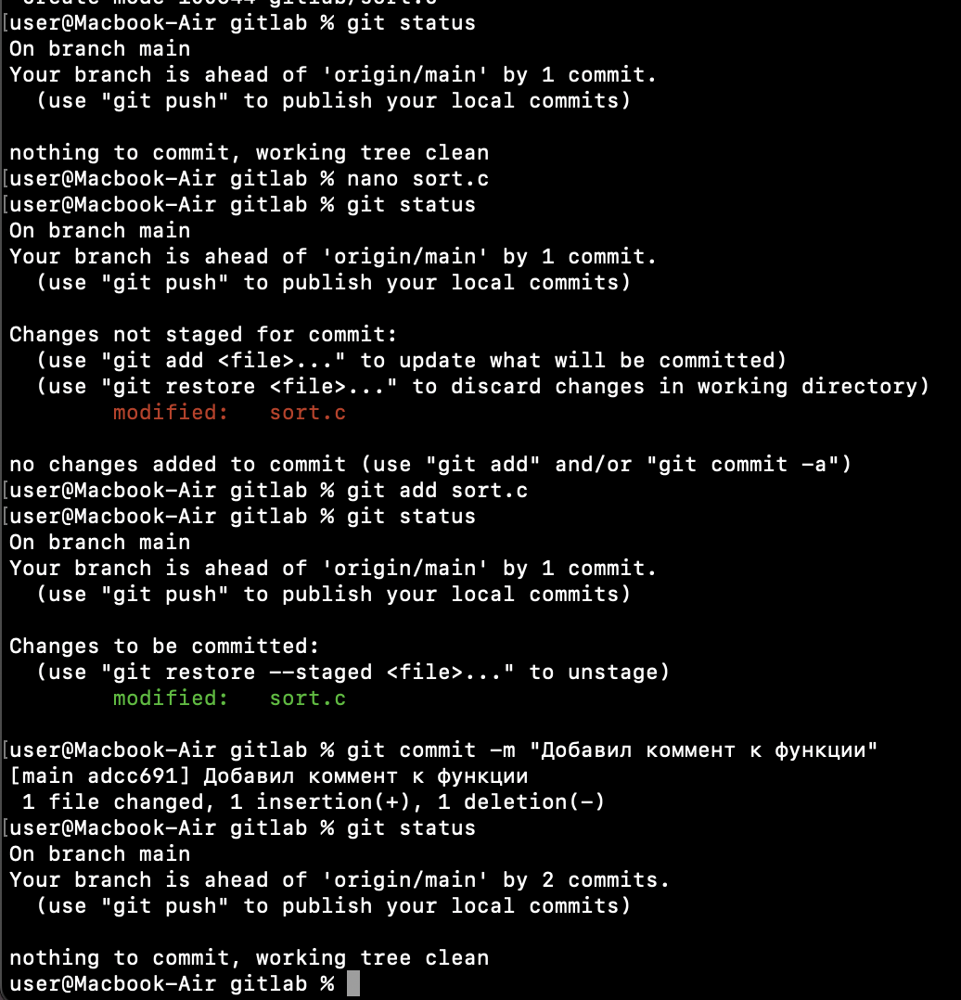 create mode 100644 gitlab/sort.c
[user@Macbook-Air gitlab % git status
On branch main
Your branch is ahead of 'origin/main' by 1 commit.
  (use "git push" to publish your local commits)

nothing to commit, working tree clean
[user@Macbook-Air gitlab % nano sort.c
[user@Macbook-Air gitlab % git status
On branch main
Your branch is ahead of 'origin/main' by 1 commit.
  (use "git push" to publish your local commits)

Changes not staged for commit:
  (use "git add <file>..." to update what will be committed)
  (use "git restore <file>..." to discard changes in working directory)
        modified:   sort.c

no changes added to commit (use "git add" and/or "git commit -a")
[user@Macbook-Air gitlab % git add sort.c
[user@Macbook-Air gitlab % git status
On branch main
Your branch is ahead of 'origin/main' by 1 commit.
  (use "git push" to publish your local commits)

Changes to be committed:
  (use "git restore --staged <file>..." to unstage)
        modified:   sort.c

[user@Macbook-Air gitlab % git commit -m "Добавил коммент к функции"
[main adcc691] Добавил коммент к функции
 1 file changed, 1 insertion(+), 1 deletion(-)
[user@Macbook-Air gitlab % git status
On branch main
Your branch is ahead of 'origin/main' by 2 commits.
  (use "git push" to publish your local commits)

nothing to commit, working tree clean
user@Macbook-Air gitlab %